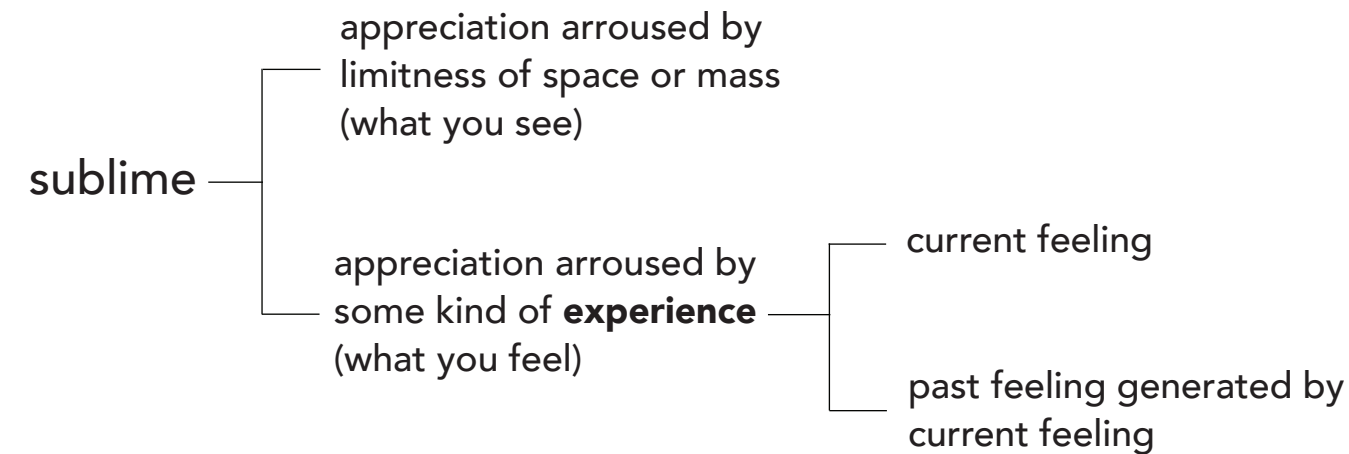 appreciation arroused by
limitness of space or mass
(what you see)
sublime
appreciation arroused by
some kind of experience
(what you feel)
current feeling
past feeling generated by
current feeling